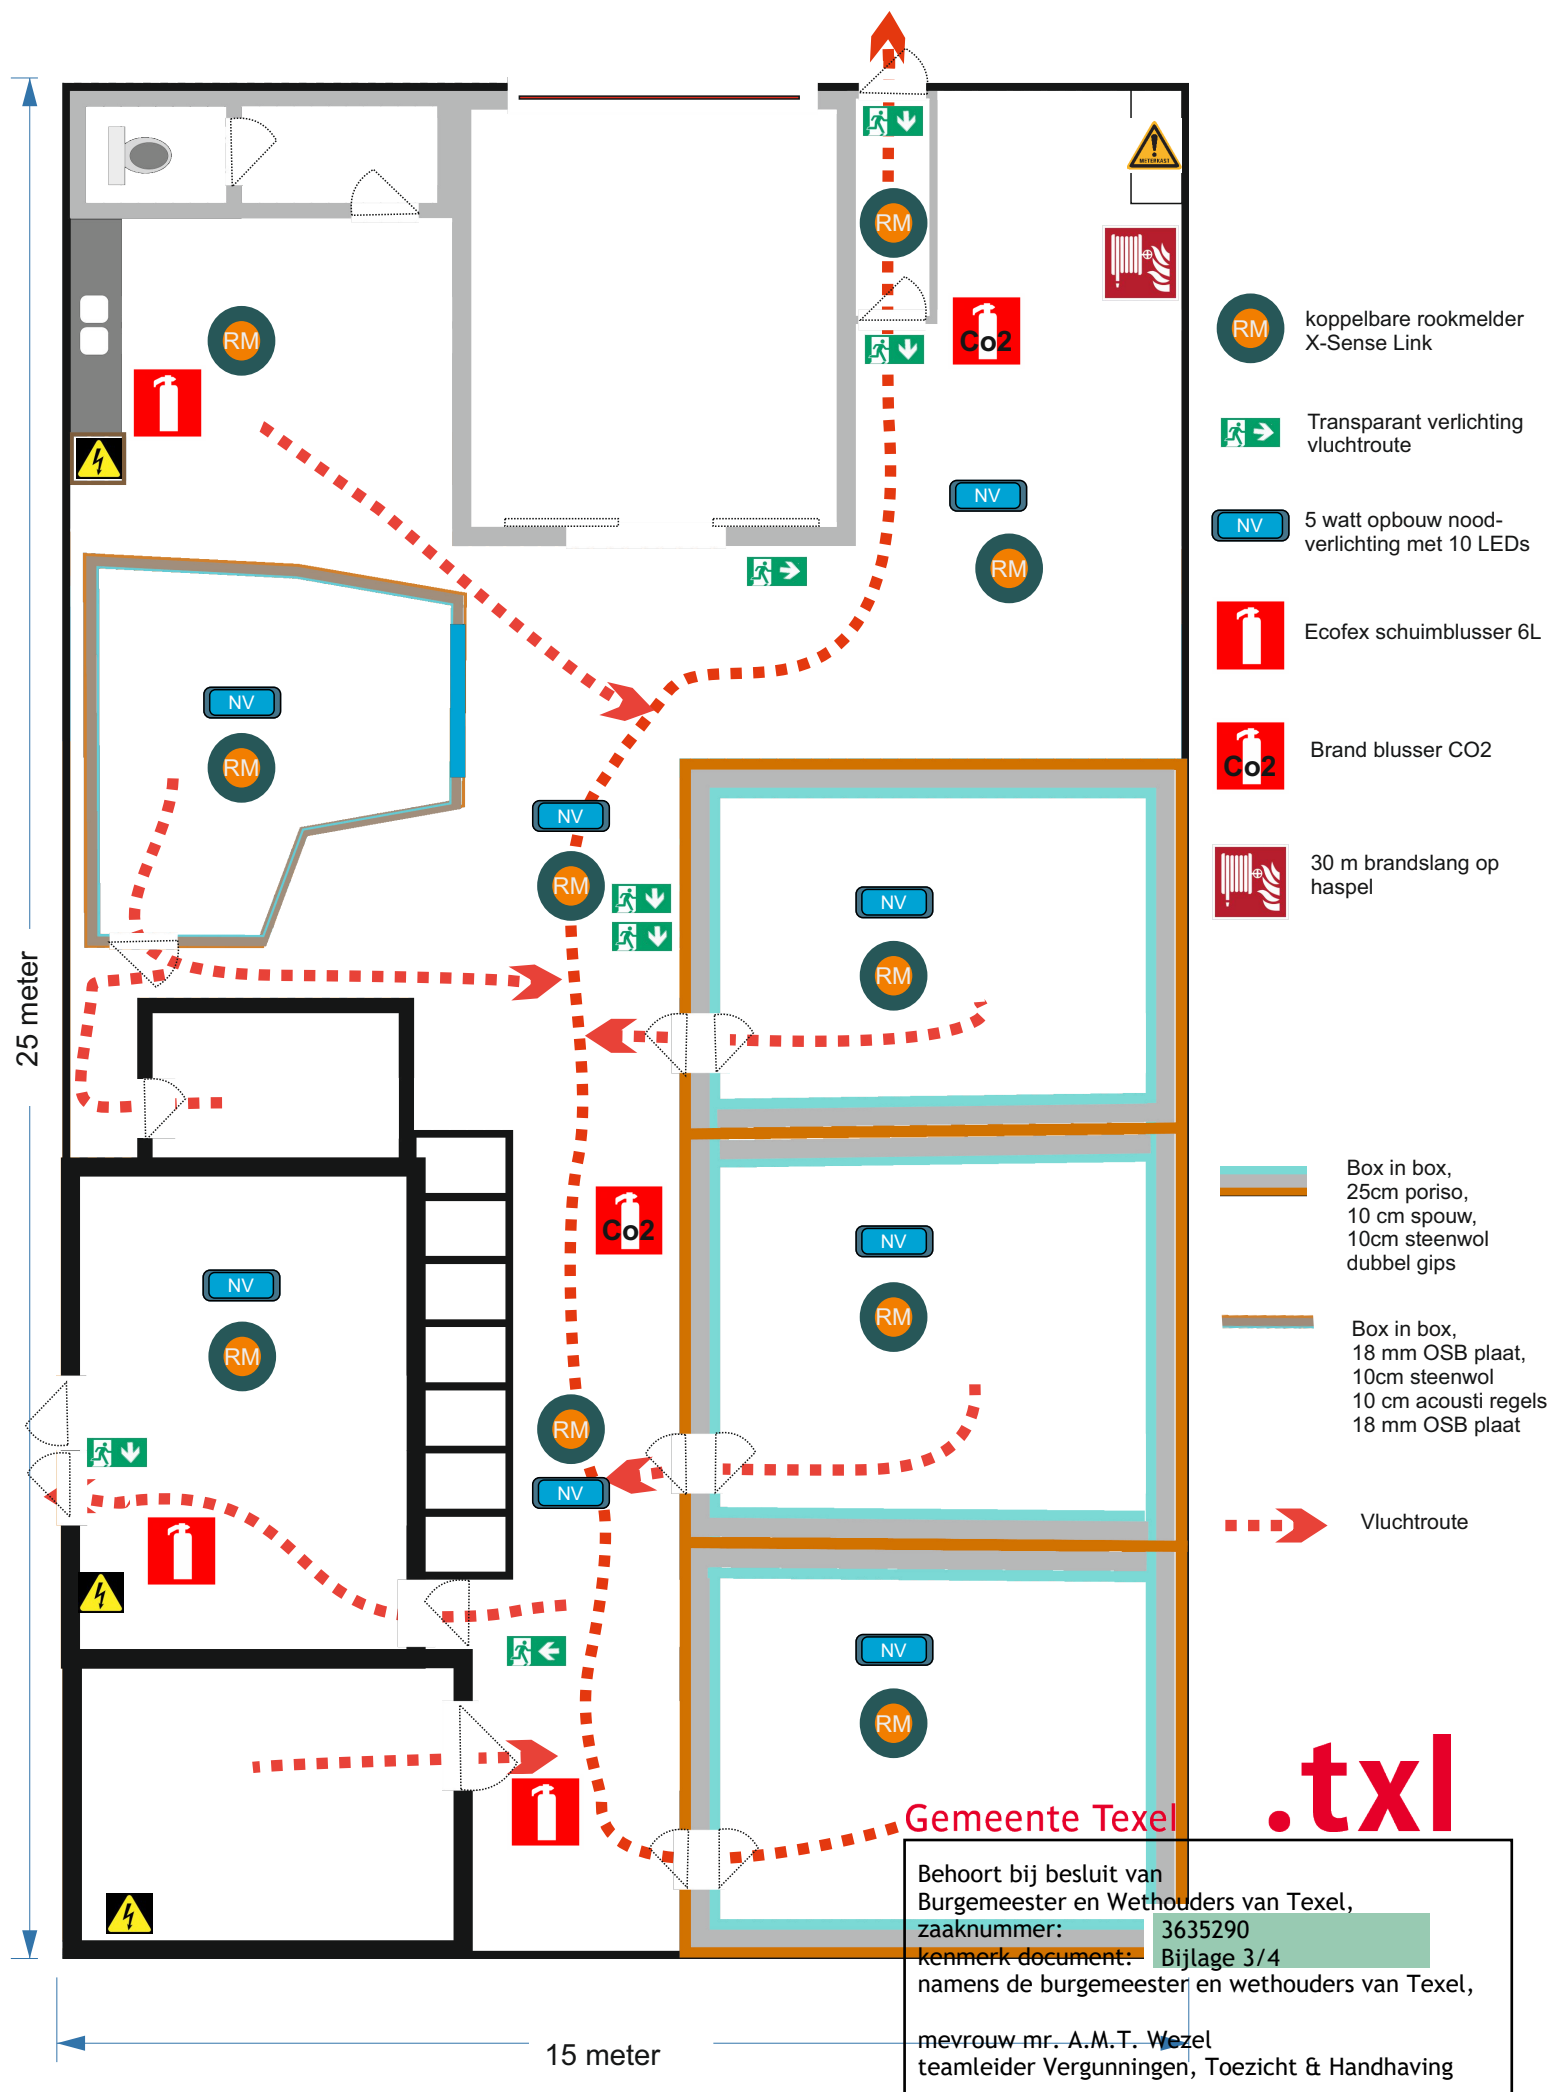 METERKAST
RM
RM
Co2
NV
RM
NV
RM
NV
RM
NV
RM
Co2
NV
RM
NV
RM
RM
NV
NV
RM
25 meter
15 meter
RM
koppelbare rookmelder
X-Sense Link
Transparant verlichting
vluchtroute
NV
5 watt opbouw nood-
verlichting met 10 LEDs
Ecofex schuimblusser 6L
Co2
Brand blusser CO2
30 m brandslang op
haspel
Box in box,
25cm poriso,
10 cm spouw,
10cm steenwol
dubbel gips
Box in box,
18 mm OSB plaat,
10cm steenwol
10 cm acousti regels
18 mm OSB plaat
Vluchtroute
.txl
Gemeente Texel
Behoort bij besluit van
Burgemeester en Wethouders van Texel,
zaaknummer: 3635290
kenmerk document: Bijlage 3/4
namens de burgemeester en wethouders van Texel,
mevrouw mr. A.M.T. Wezel
teamleider Vergunningen, Toezicht & Handhaving